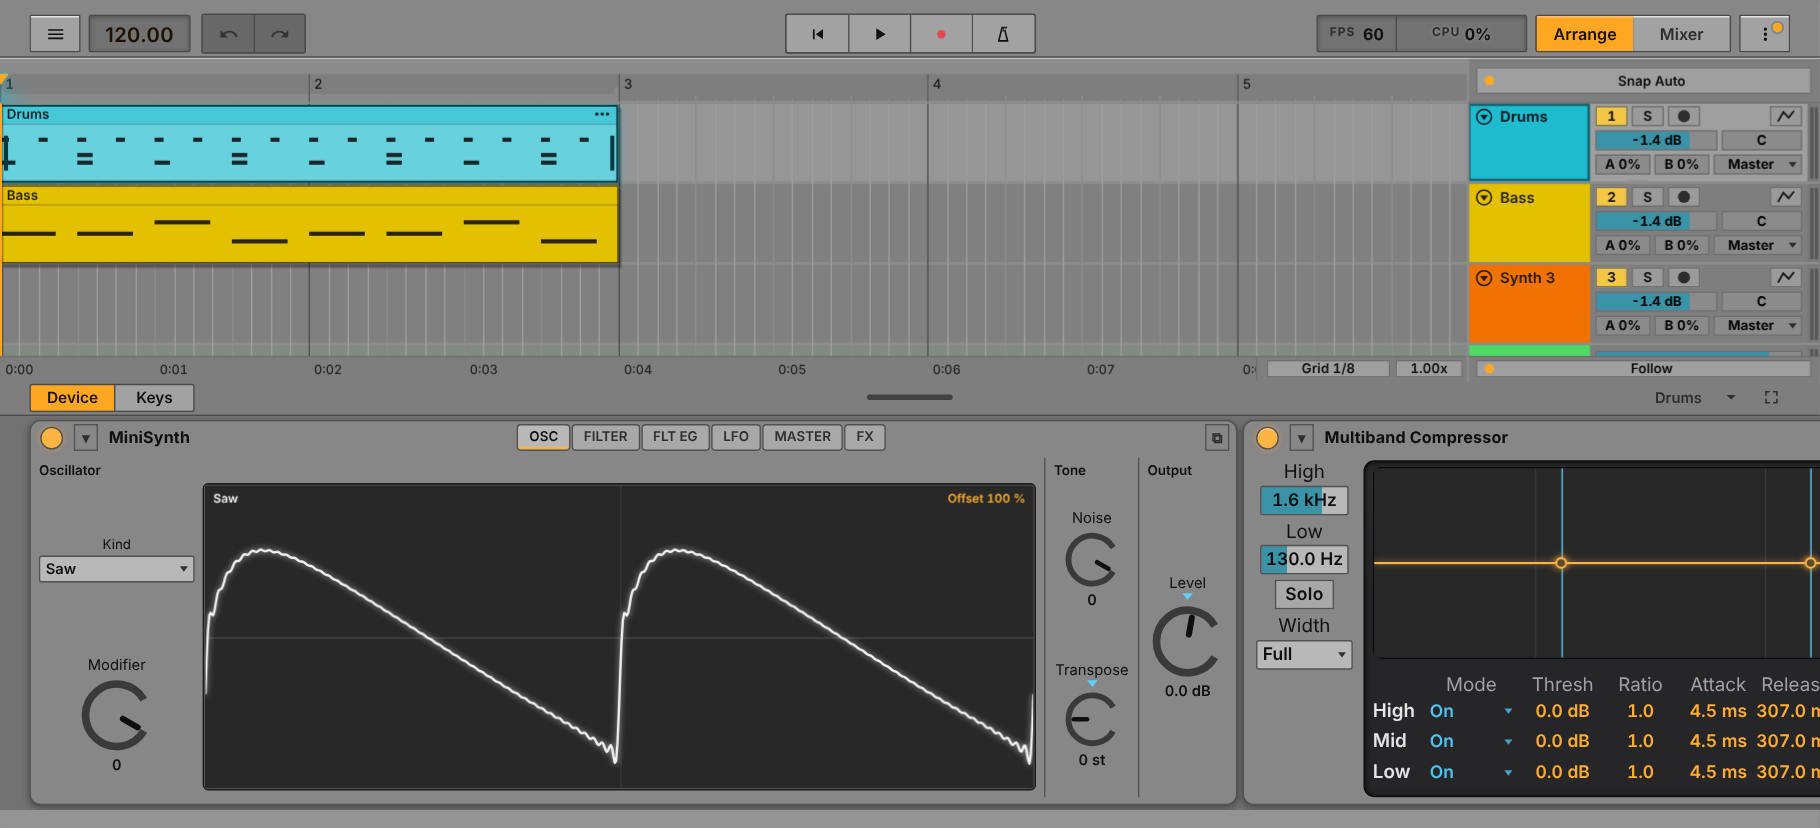 120.00
FPS 60 CPU 0% Arrange Mixer
1 2 3 4 5 Snap Auto
Drums
Drums 1 S
-1.4 dB C
A 0% B 0% Master
Bass
Bass 2 S
-1.4 dB C
A 0% B 0% Master
Synth 3 3 S
-1.4 dB C
A 0% B 0% Master
0:00 0:01 0:02 0:03 0:04 0:05 0:06 0:07 Grid 1/8 1.00x Follow
Device Keys Drums
MiniSynth OSC FILTER FLT EG LFO MASTER FX
Oscillator
Kind
Saw
Modifier
0
Saw Offset 100 %
Tone
Noise
0
Transpose
0 st
Output
Level
0.0 dB
Multiband Compressor
High
1.6 kHz
Low
130.0 Hz
Solo
Width
Full
Mode Thresh Ratio Attack
High On 0.0 dB 1.0 4.5 ms 307.0
Mid On 0.0 dB 1.0 4.5 ms 307.0
Low On 0.0 dB 1.0 4.5 ms 307.0